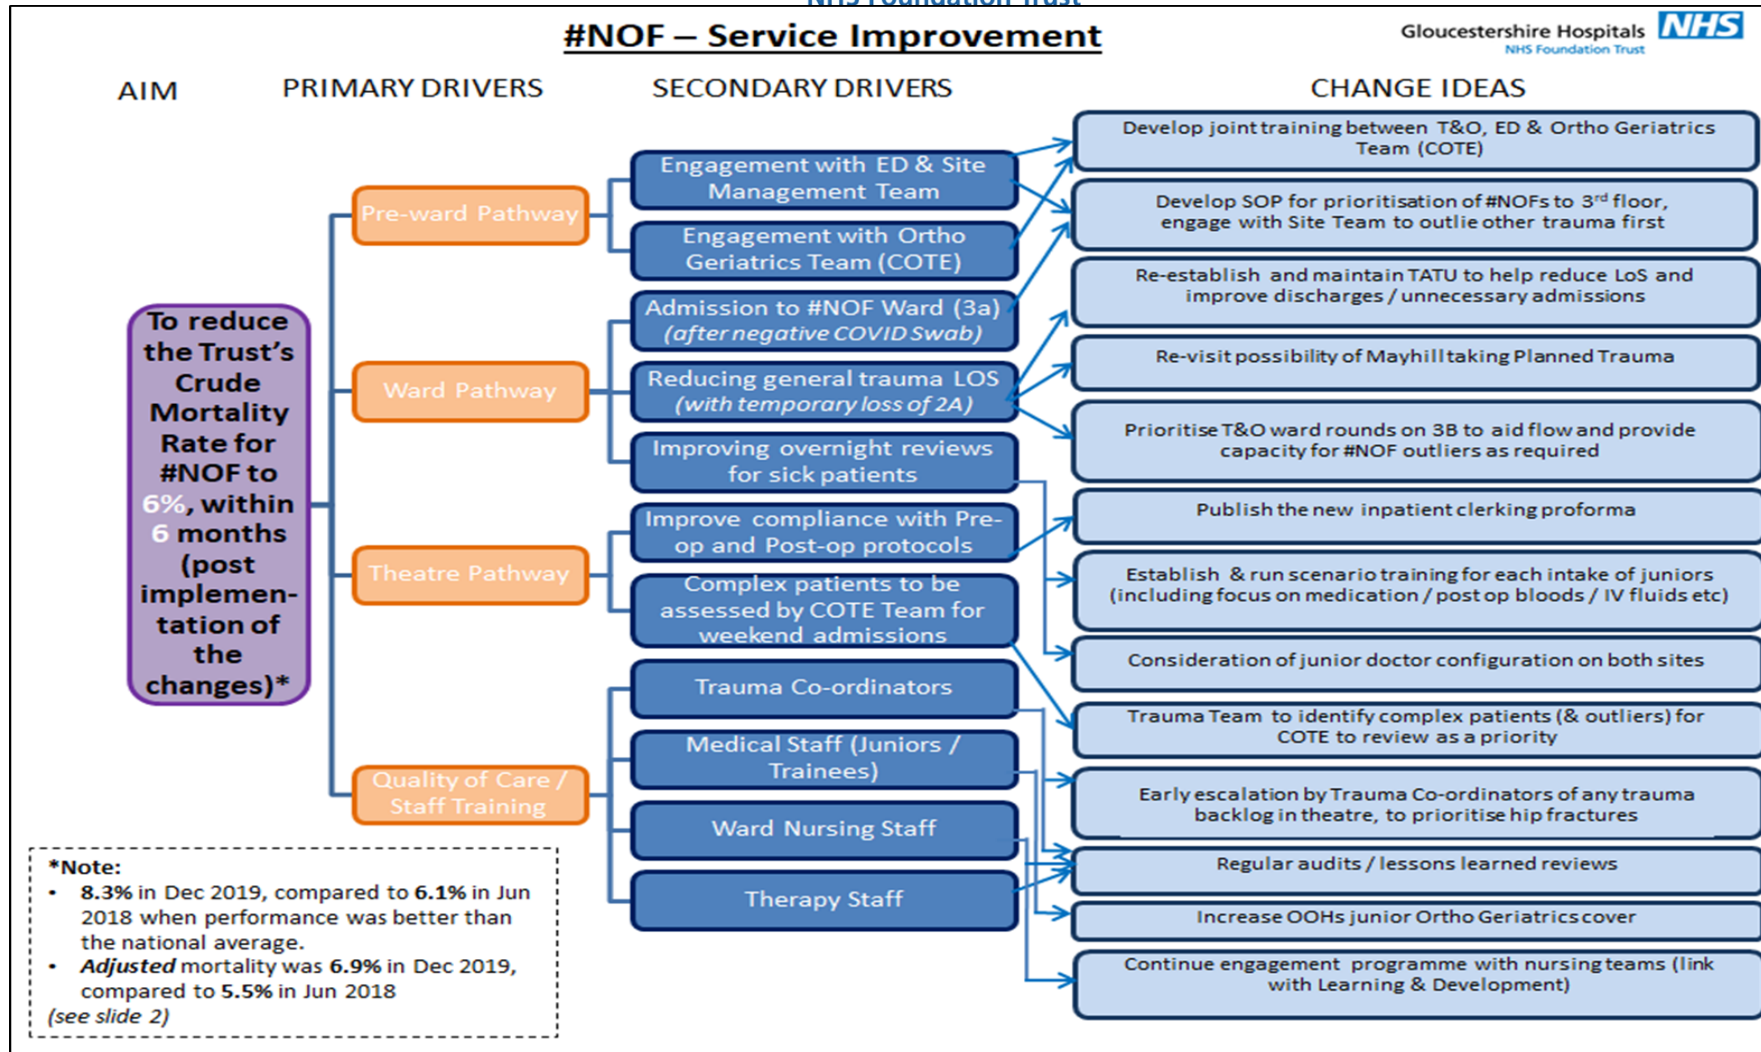 NHS Foundation Trust
#NOF – Service Improvement
Gloucestershire Hospitals NHS
NHS Foundation Trust
AIM
PRIMARY DRIVERS
SECONDARY DRIVERS
CHANGE IDEAS
To reduce
the Trust’s
Crude
Mortality
Rate for
#NOF to
6%, within
6 months
(post
implemen-
tation of
the
changes)*
Pre-ward Pathway
Ward Pathway
Theatre Pathway
Quality of Care /
Staff Training
Engagement with ED & Site
Management Team
Engagement with Ortho
Geriatrics Team (COTE)
Admission to #NOF Ward (3a)
(after negative COVID Swab)
Reducing general trauma LOS
(with temporary loss of 2A)
Improving overnight reviews
for sick patients
Improve compliance with Pre-
op and Post-op protocols
Complex patients to be
assessed by COTE Team for
weekend admissions
Trauma Co-ordinators
Medical Staff (Juniors /
Trainees)
Ward Nursing Staff
Therapy Staff
Develop joint training between T&O, ED & Ortho Geriatrics
Team (COTE)
Develop SOP for prioritisation of #NOFs to 3rd floor,
engage with Site Team to outlie other trauma first
Re-establish and maintain TATU to help reduce LoS and
improve discharges / unnecessary admissions
Re-visit possibility of Mayhill taking Planned Trauma
Prioritise T&O ward rounds on 3B to aid flow and provide
capacity for #NOF outliers as required
Publish the new inpatient clerking proforma
Establish & run scenario training for each intake of juniors
(including focus on medication / post op bloods / IV fluids etc)
Consideration of junior doctor configuration on both sites
Trauma Team to identify complex patients (& outliers) for
COTE to review as a priority
Early escalation by Trauma Co-ordinators of any trauma
backlog in theatre, to prioritise hip fractures
Regular audits / lessons learned reviews
Increase OOHs junior Ortho Geriatrics cover
Continue engagement programme with nursing teams (link
with Learning & Development)
*Note:
• 8.3% in Dec 2019, compared to 6.1% in Jun
2018 when performance was better than
the national average.
• Adjusted mortality was 6.9% in Dec 2019,
compared to 5.5% in Jun 2018
(see slide 2)